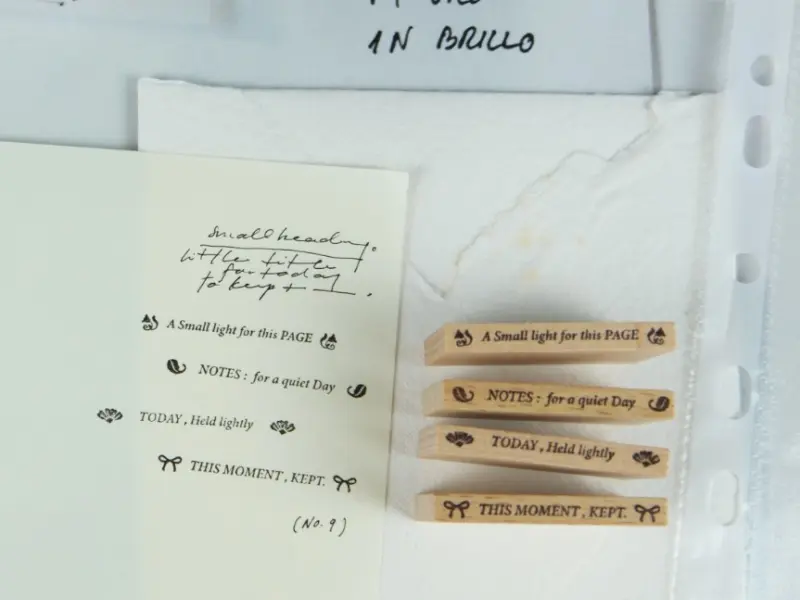 IN BRILLO
small heading.
little title
for today
to keep
A Small light for this PAGE
NOTES : for a quiet Day
TODAY , Held lightly
THIS MOMENT , KEPT.
(No. 9)
A Small light for this PAGE
NOTES : for a quiet Day
TODAY , Held lightly
THIS MOMENT , KEPT.